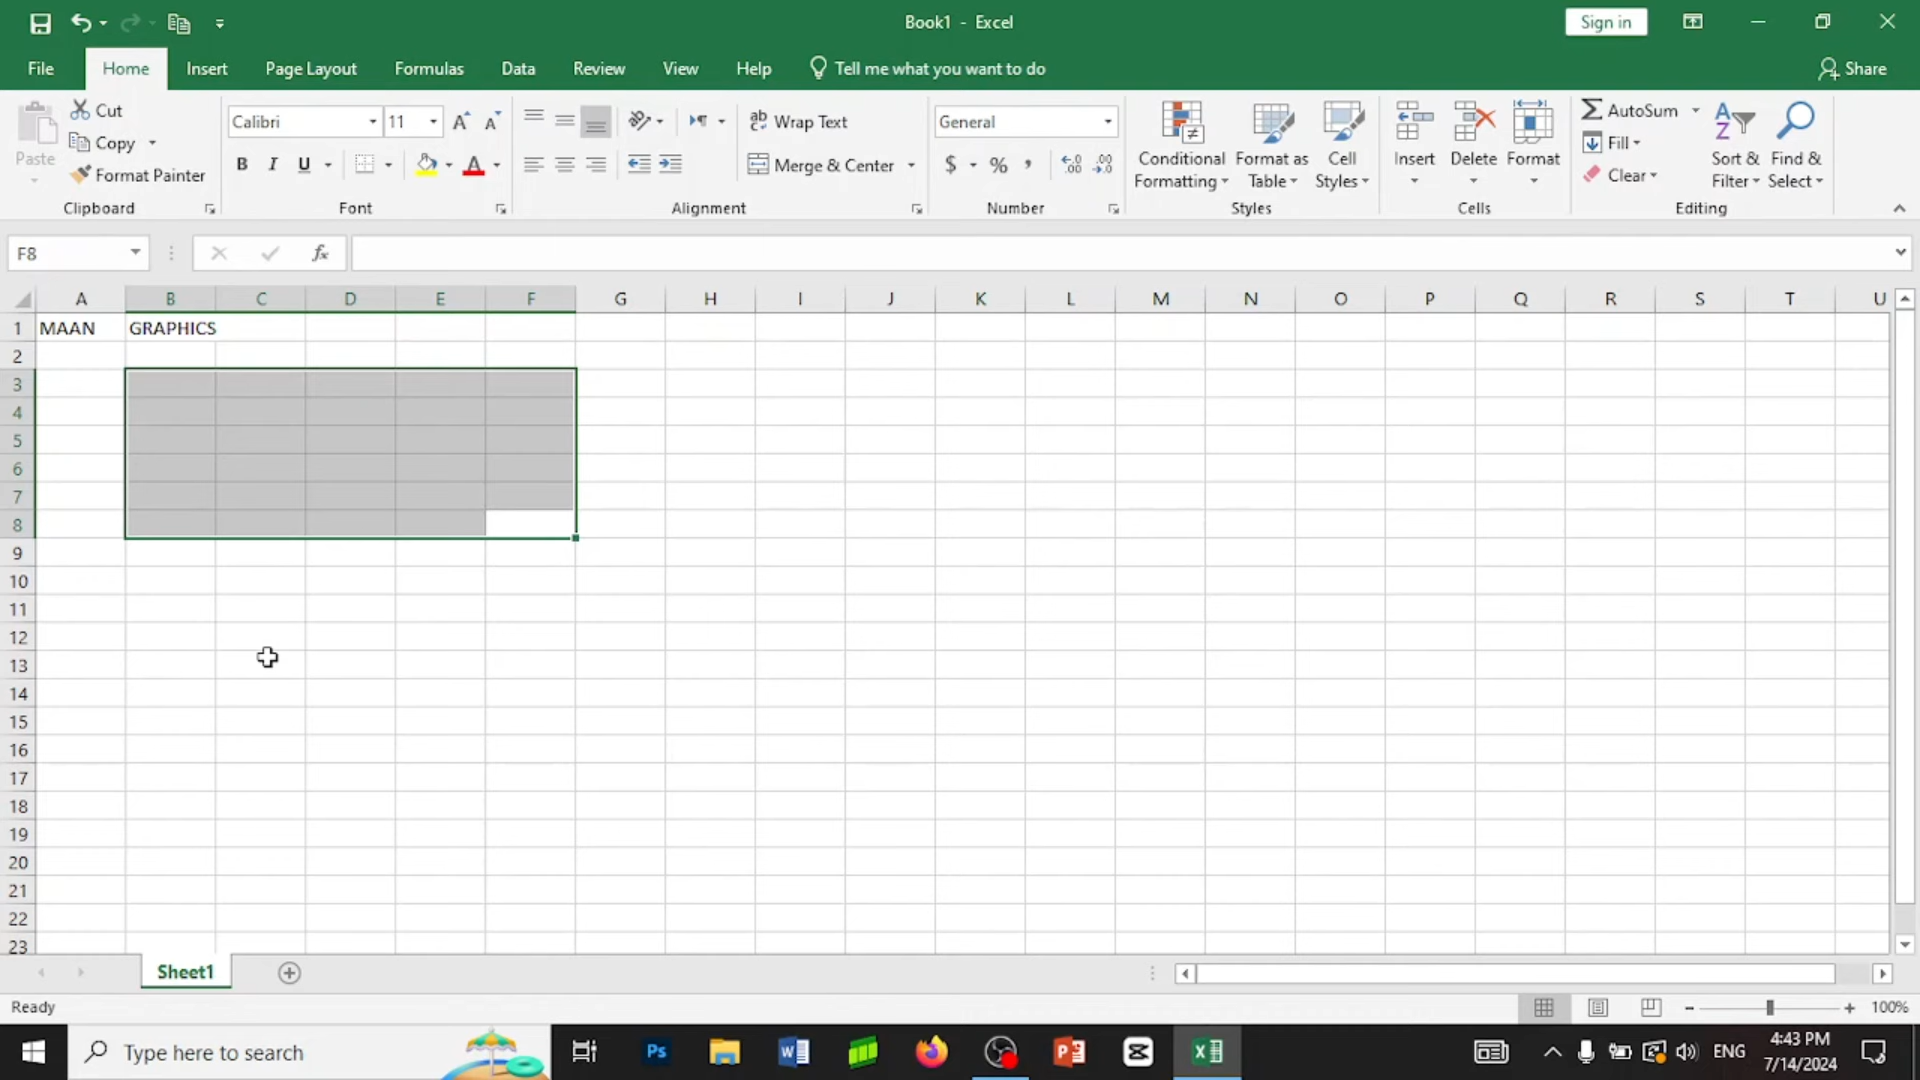 Book1 - Excel
Sign in
File Home Insert Page Layout Formulas Data Review View Help Tell me what you want to do
Share
Paste
Cut
Copy
Format Painter
Clipboard
Calibri 11
B I U A
Font
Wrap Text
Merge & Center
Alignment
General
$ % ,
Number
Conditional Formatting
Format as Table
Cell Styles
Styles
Insert
Delete
Format
Cells
AutoSum
Fill
Clear
Sort & Filter
Find & Select
Editing
F8
fx
A B C D E F G H I J K L M N O P Q R S T U
1 MAAN GRAPHICS
2
3
4
5
6
7
8
9
10
11
12
13
14
15
16
17
18
19
20
21
22
23
Sheet1
Ready
100%
Type here to search
Ps
ENG
4:43 PM
7/14/2024